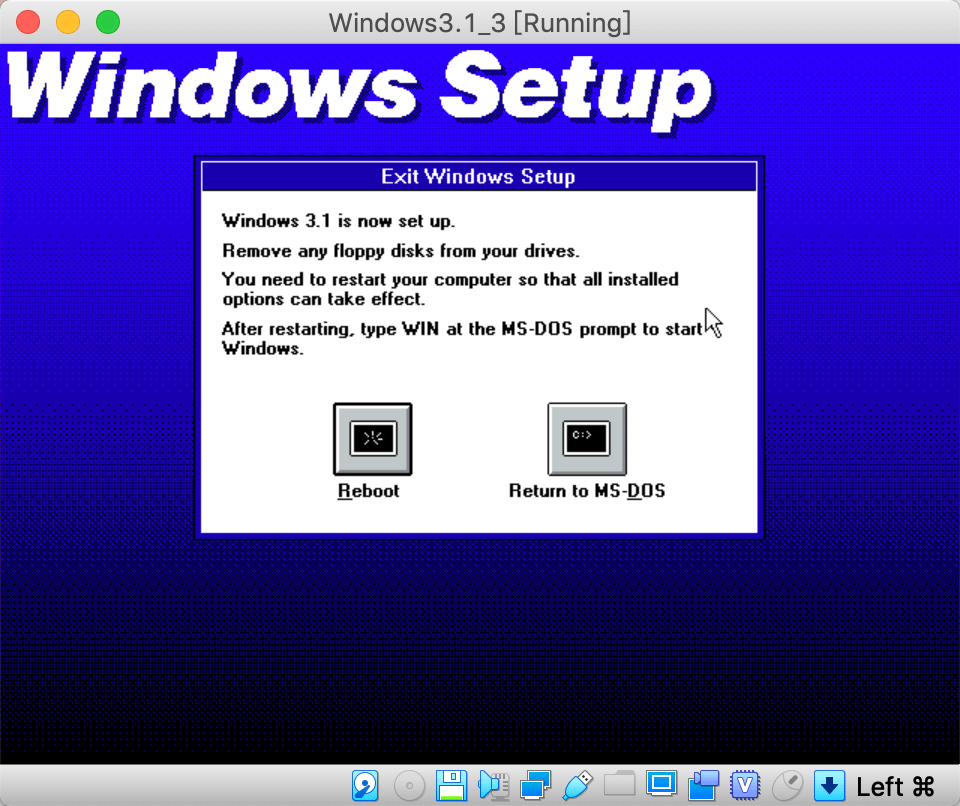 Windows3.1_3 [Running]
Windows Setup
Exit Windows Setup
Windows 3.1 is now set up.
Remove any floppy disks from your drives.
You need to restart your computer so that all installed
options can take effect.
After restarting, type WIN at the MS-DOS prompt to start
Windows.
C:>
Reboot
Return to MS-DOS
V
Left ⌘